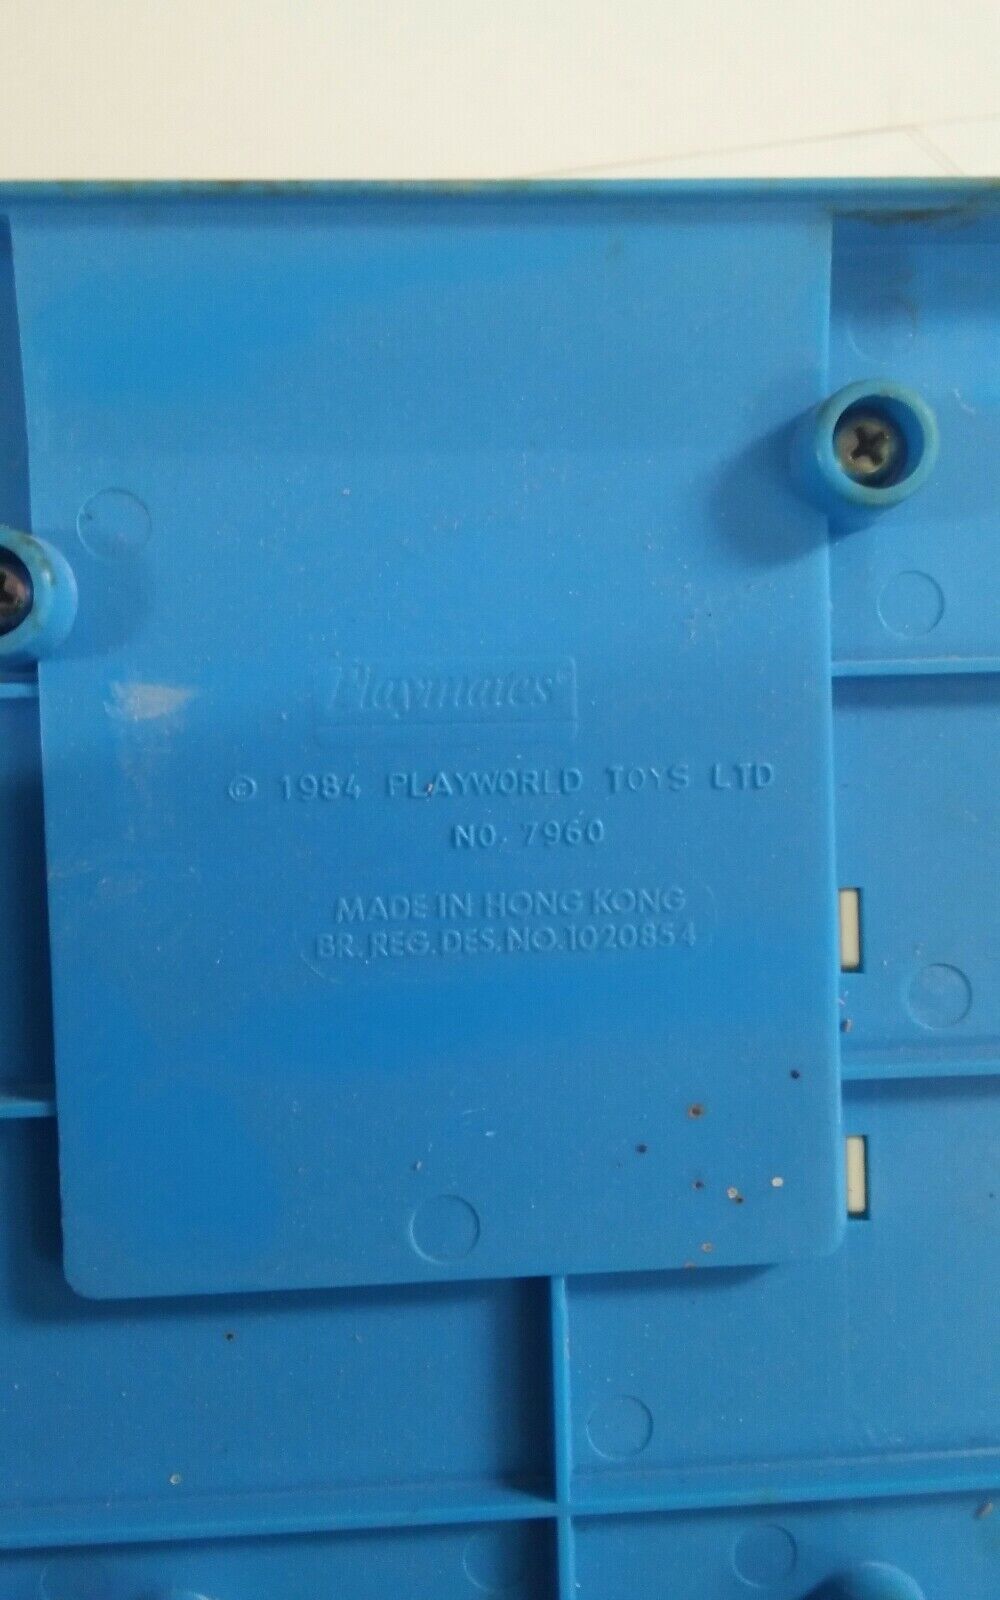 Playmates®
© 1984 PLAYWORLD TOYS LTD
NO. 7960
MADE IN HONG KONG
BR. REG. DES. NO. 1020854